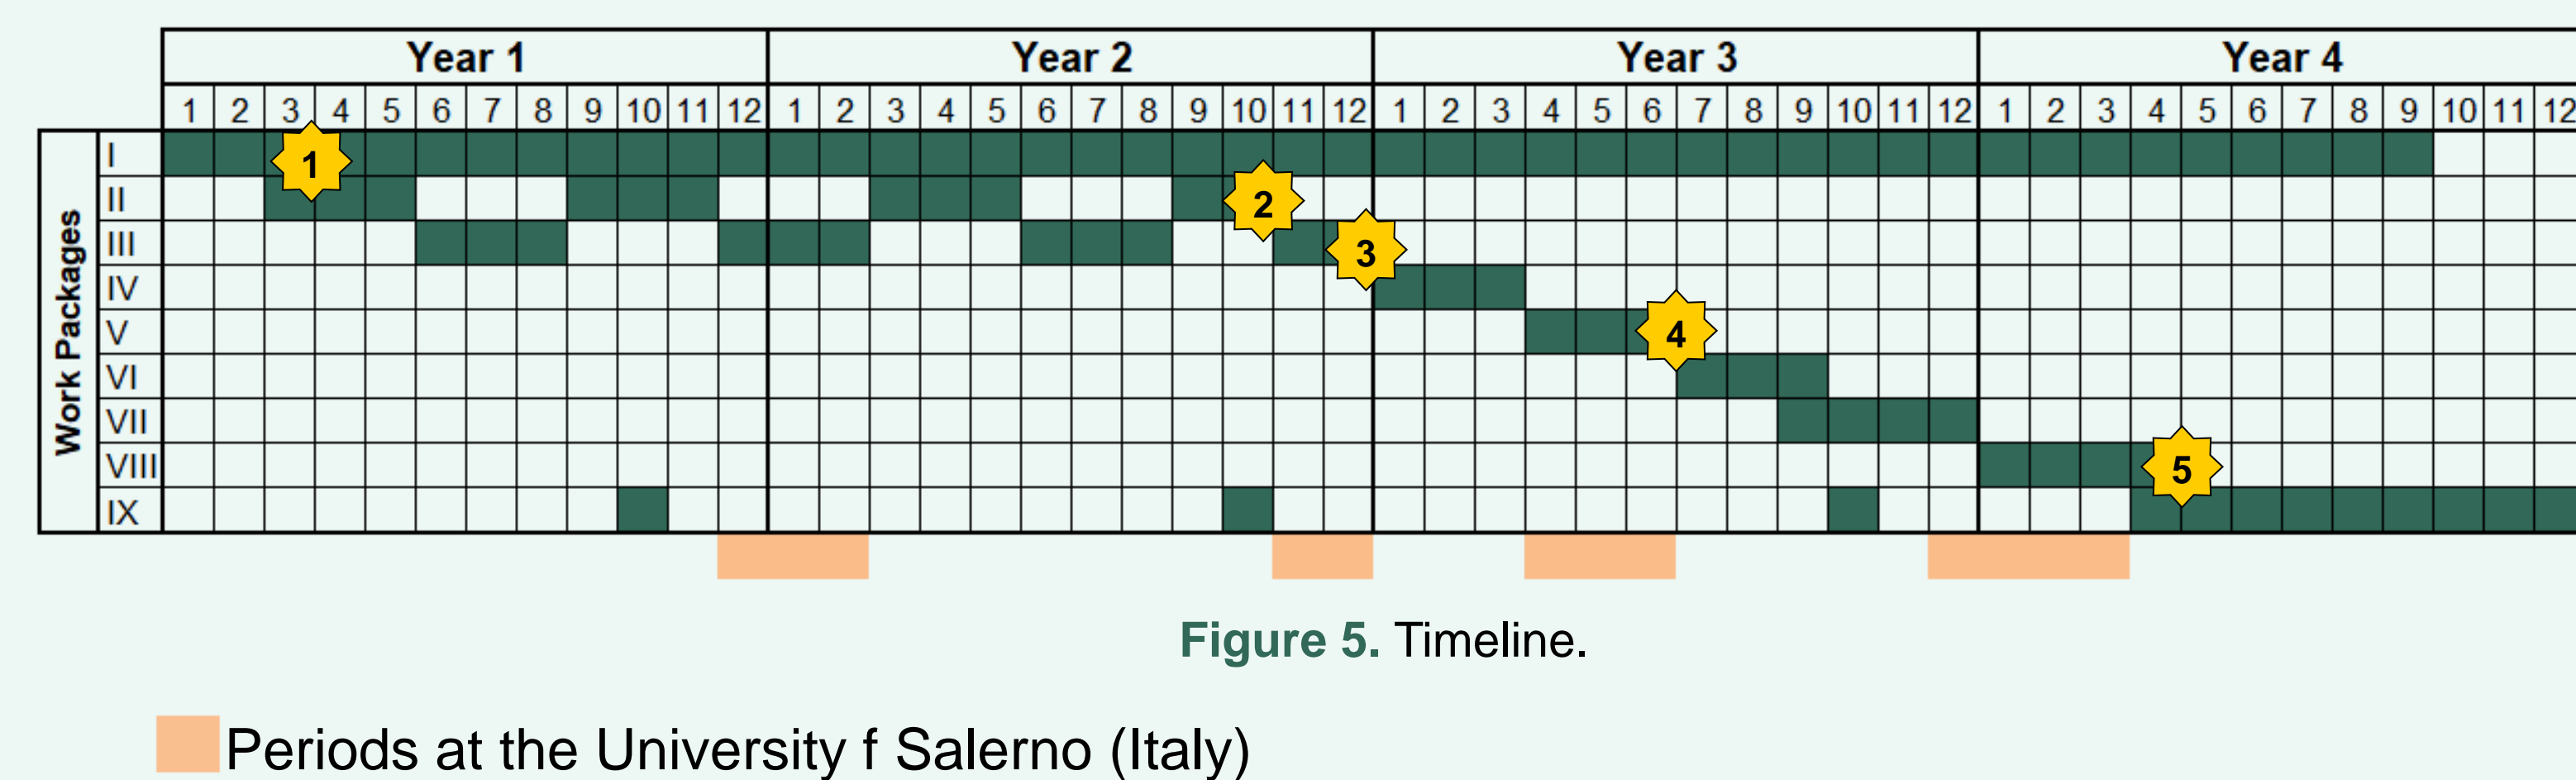 Year 1 Year 2 Year 3 Year 4
1 2 3 4 5 6 7 8 9 10 11 12 1 2 3 4 5 6 7 8 9 10 11 12 1 2 3 4 5 6 7 8 9 10 11 12 1 2 3 4 5 6 7 8 9 10 11 12
Work Packages
I 1
II 2
III 3
IV
V 4
VI
VII
VIII 5
IX
Figure 5. Timeline.
Periods at the University f Salerno (Italy)